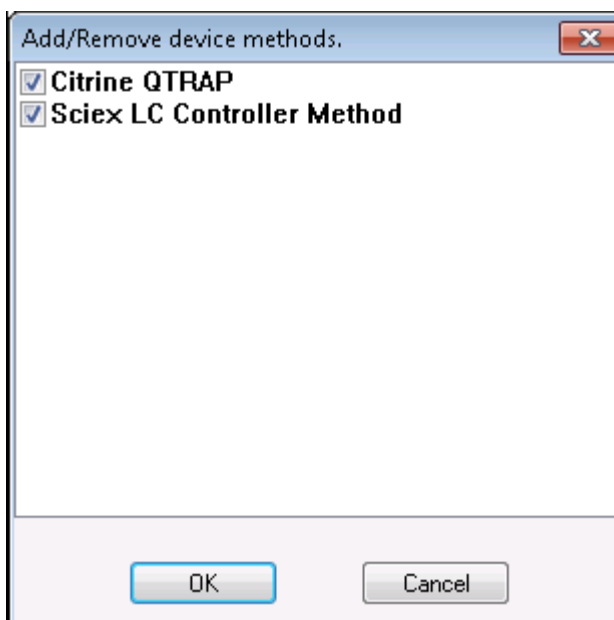 Add/Remove device methods.
Citrine QTRAP
Sciex LC Controller Method
OK
Cancel